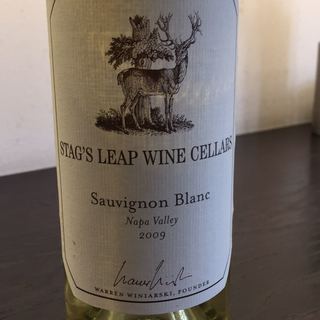 STAG'S LEAP WINE CELLARS
Sauvignon Blanc
Napa Valley
2009
WARREN WINIARSKI, FOUNDER